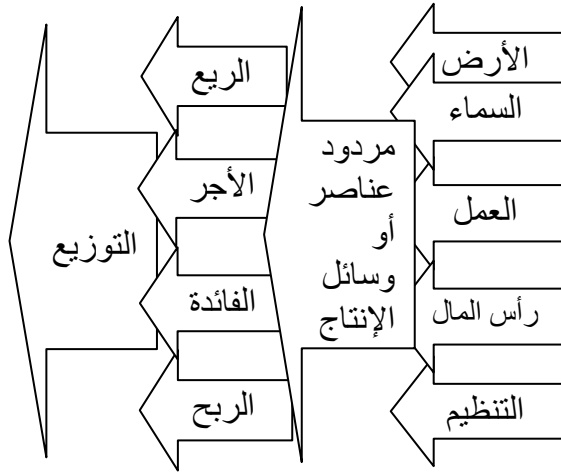 الأرض
السماء
العمل
رأس المال
التنظيم
مردود
عناصر
أو
وسائل
الإنتاج
الريع
الأجر
الفائدة
الربح
التوزيع